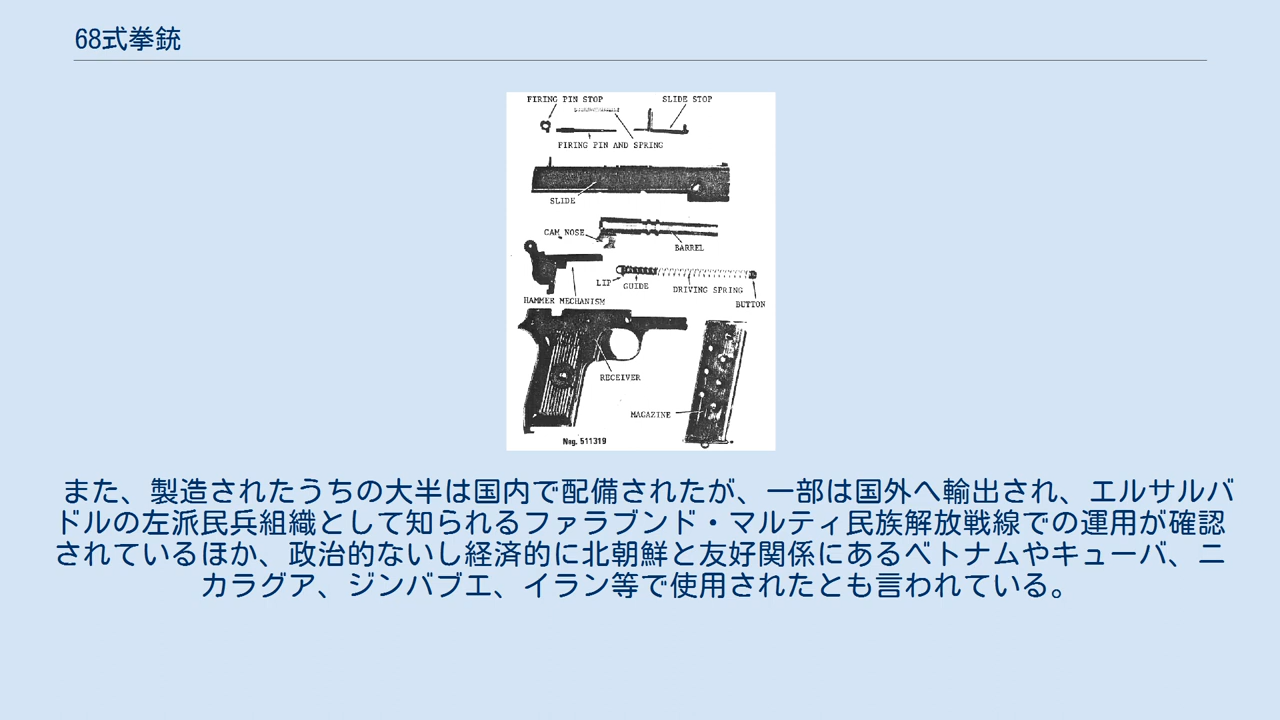 68式拳銃
FIRING PIN STOP
SLIDE STOP
FIRING PIN AND SPRING
SLIDE
CAM NOSE
BARREL
LIP
GUIDE
DRIVING SPRING
BUTTON
HAMMER MECHANISM
RECEIVER
MAGAZINE
Neg. 511319
また、製造されたうちの大半は国内で配備されたが、一部は国外へ輸出され、エルサルバ
ドルの左派民兵組織として知られるファラブンド・マルティ民族解放戦線での運用が確認
されているほか、政治的ないし経済的に北朝鮮と友好関係にあるベトナムやキューバ、ニ
カラグア、ジンバブエ、イラン等で使用されたとも言われている。